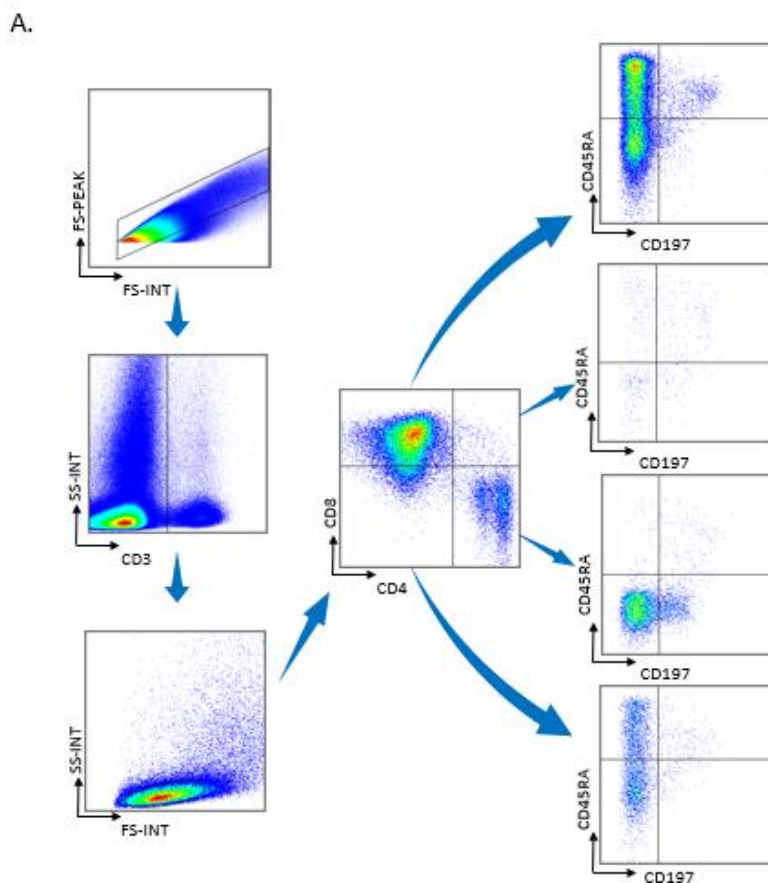 A.
FS-PEAK
FS-INT
SS-INT
CD3
SS-INT
FS-INT
CD8
CD4
CD45RA
CD197
CD45RA
CD197
CD45RA
CD197
CD45RA
CD197